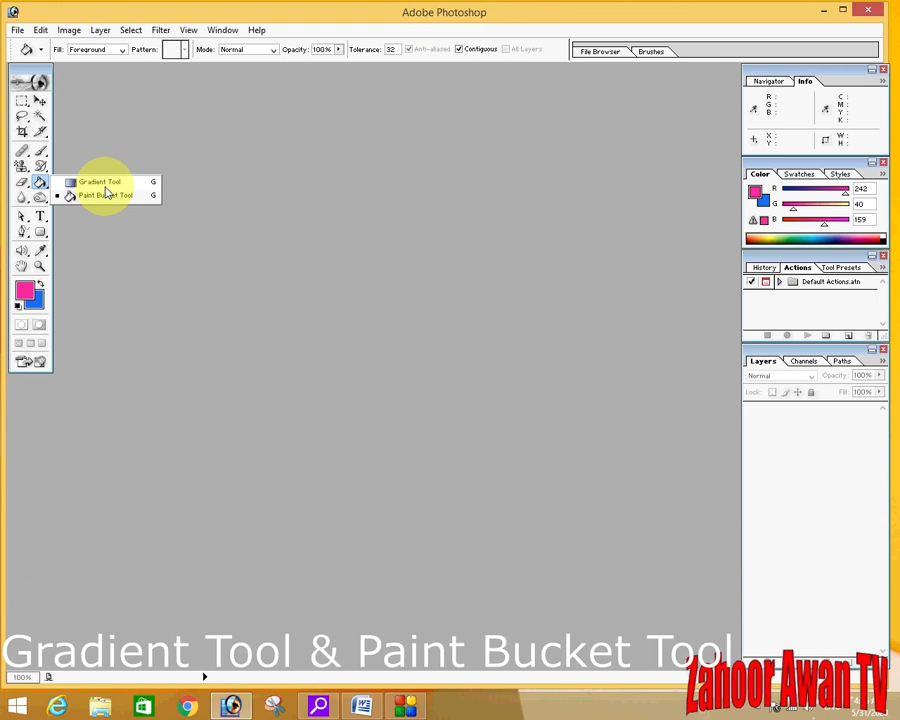 Adobe Photoshop
File Edit Image Layer Select Filter View Window Help
Fill: Foreground Pattern: Mode: Normal Opacity: 100% Tolerance: 32 Anti-aliased Contiguous All Layers File Browser Brushes
Navigator Info
R : C :
G : M :
B : Y :
K :
X : W :
Y : H :
Gradient Tool G
Paint Bucket Tool G
Color Swatches Styles
R 242
G 40
B 159
T
History Actions Tool Presets
Default Actions.atn
Layers Channels Paths
Normal Opacity: 100%
Lock: Fill: 100%
Gradient Tool & Paint Bucket Tool
Zahoor Awan TV
100%